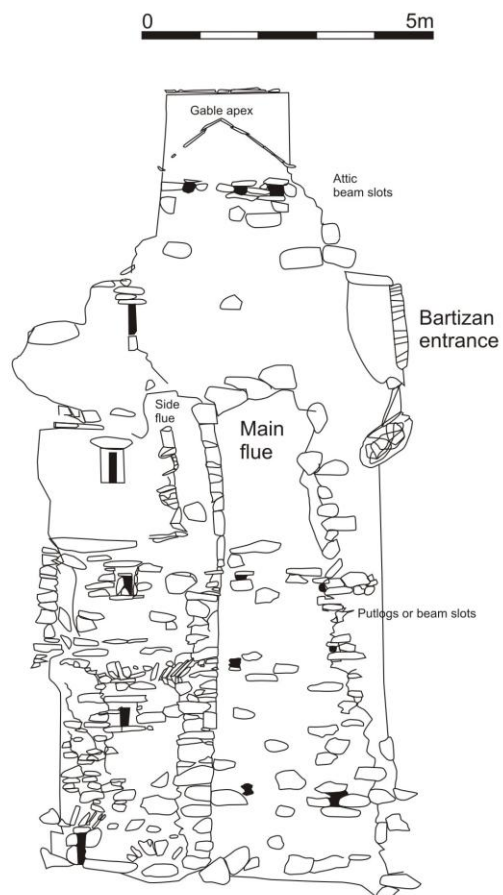 0 5m
Gable apex
Attic
beam slots
Bartizan
entrance
Side
flue
Main
flue
Putlogs or beam slots